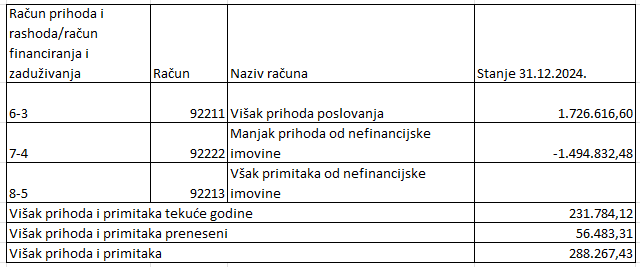 Račun prihoda i
rashoda/račun
financiranja i
zaduživanja Račun Naziv računa Stanje 31.12.2024.
6-3 92211 Višak prihoda poslovanja 1.726.616,60
Manjak prihoda od nefinancijske
7-4 92222 imovine -1.494.832,48
Však primitaka od nefinancijske
8-5 92213 imovine
Višak prihoda i primitaka tekuće godine 231.784,12
Višak prihoda i primitaka preneseni 56.483,31
Višak prihoda i primitaka 288.267,43